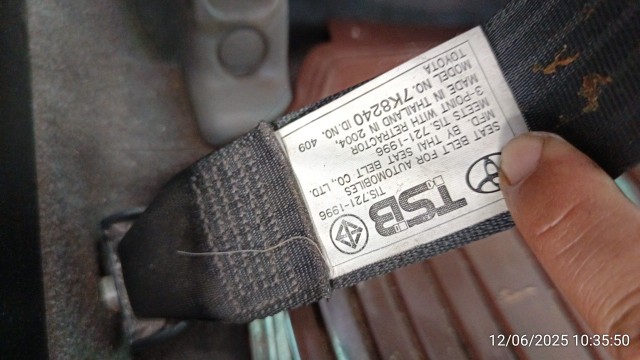 TIS.721-1996
TSB
SEAT BELT FOR AUTOMOBILES
MEETS TIS. 721-1996
MFD BY THAI SEAT BELT CO., LTD.
3-POINT WITH RETRACTOR
MADE IN THAILAND IN 2004,
MODEL NO. 7K8240 ID.NO. 409
TOYOTA
12/06/2025 10:35:50